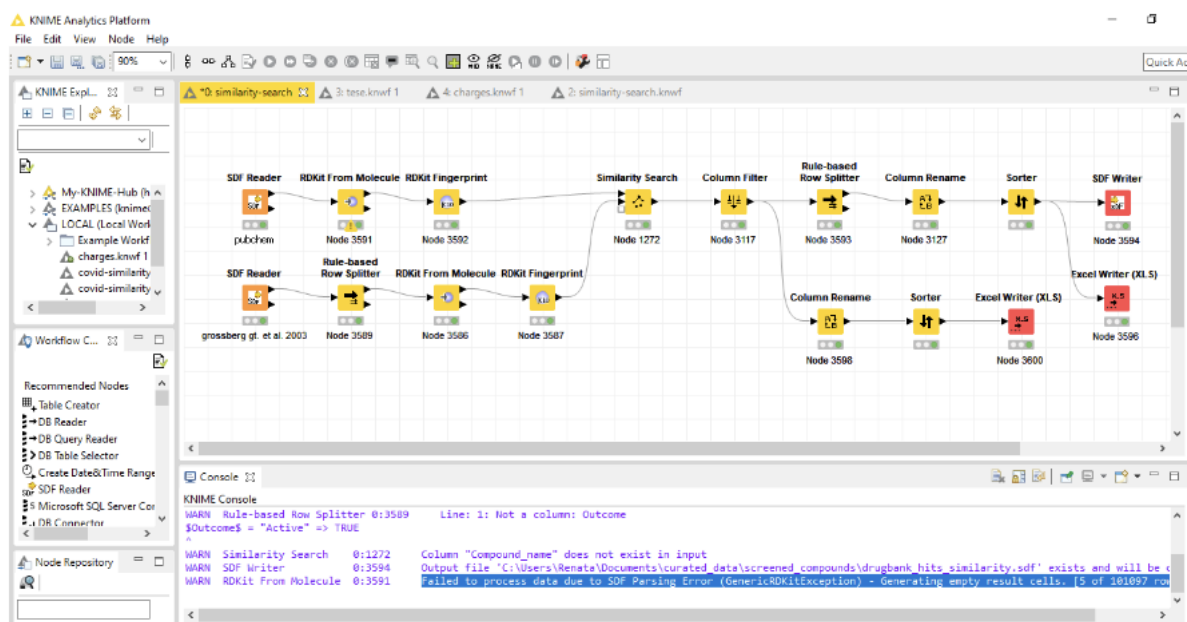 KNIME Analytics Platform
File Edit View Node Help
90%
Quick Ac
KNIME Expl...
*0: similarity-search
3: tese.knwf 1
4: charges.knwf 1
2: similarity-search.knwf
My-KNIME-Hub (h
EXAMPLES (knime
LOCAL (Local Work
Example Workf
charges.knwf 1
covid-similarity
covid-similarity
Workflow C...
Recommended Nodes
Table Creator
DB Reader
DB Query Reader
DB Table Selector
Create Date&Time Range
SDF Reader
Microsoft SQL Server Cor
DB Connector
Node Repository
SDF Reader
pubchem
RDKit From Molecule
Node 3591
RDKit Fingerprint
Node 3592
Similarity Search
Node 1272
Column Filter
Node 3117
Rule-based
Row Splitter
Node 3593
Column Rename
Node 3127
Sorter
SDF Writer
Node 3594
SDF Reader
grossberg gt. et al. 2003
Rule-based
Row Splitter
Node 3589
RDKit From Molecule
Node 3586
RDKit Fingerprint
Node 3587
Column Rename
Node 3598
Sorter
Excel Writer (XLS)
Node 3600
Excel Writer (XLS)
Node 3596
Console
KNIME Console
WARN Rule-based Row Splitter 0:3589 Line: 1: Not a column: Outcome
$Outcome$ = "Active" => TRUE
^
WARN Similarity Search 0:1272 Column "Compound_name" does not exist in input
WARN SDF Writer 0:3594 Output file 'C:\Users\Renata\Documents\curated_data\screened_compounds\drugbank_hits_similarity.sdf' exists and will be o
WARN RDKit From Molecule 0:3591 Failed to process data due to SDF Parsing Error (GenericRDKitException) - Generating empty result cells. [5 of 101097 row